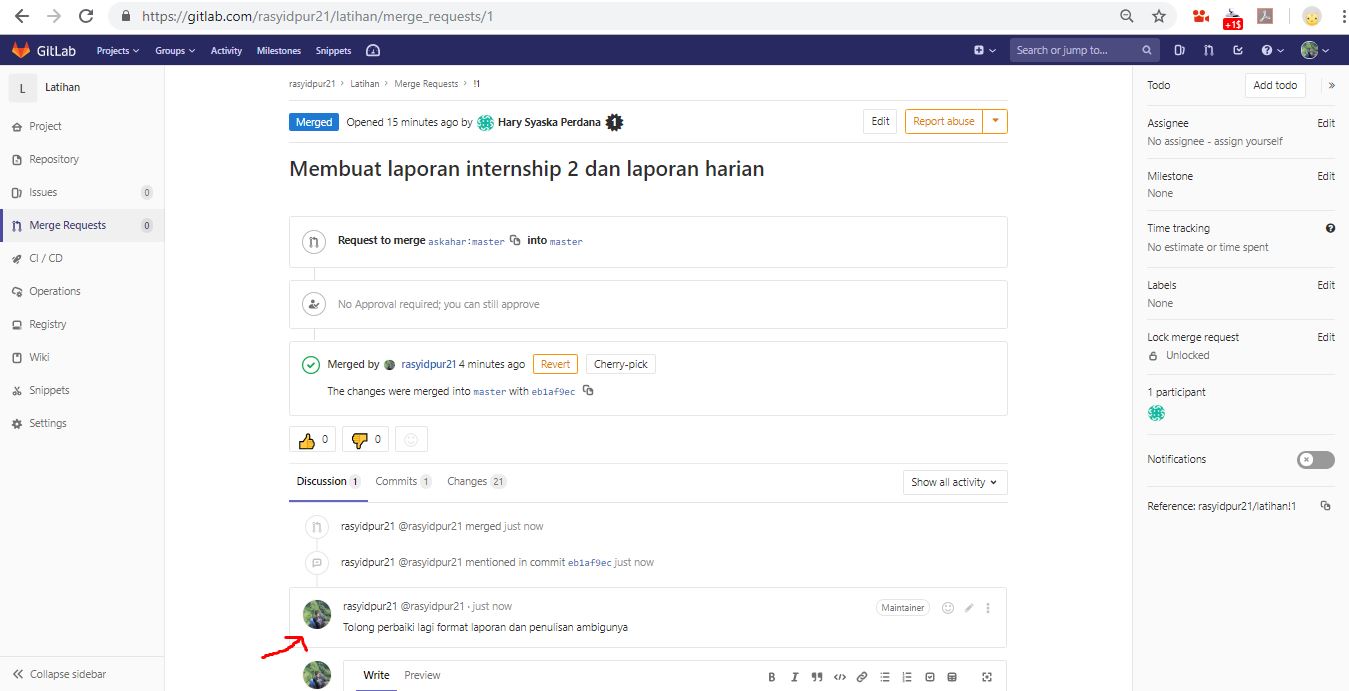 https://gitlab.com/rasyidpur21/latihan/merge_requests/1
+1$
GitLab Projects Groups Activity Milestones Snippets Search or jump to...
L Latihan
Project
Repository
Issues 0
Merge Requests 0
CI / CD
Operations
Registry
Wiki
Snippets
Settings
Collapse sidebar
rasyidpur21 > Latihan > Merge Requests > !1
Merged Opened 15 minutes ago by Hary Syaska Perdana 1 Edit Report abuse
Membuat laporan internship 2 dan laporan harian
Request to merge askahar:master into master
No Approval required; you can still approve
Merged by rasyidpur21 4 minutes ago Revert Cherry-pick
The changes were merged into master with eb1af9ec
0 0
Discussion 1 Commits 1 Changes 21 Show all activity
rasyidpur21 @rasyidpur21 merged just now
rasyidpur21 @rasyidpur21 mentioned in commit eb1af9ec just now
rasyidpur21 @rasyidpur21 · just now Maintainer
Tolong perbaiki lagi format laporan dan penulisan ambigunya
Write Preview B I
Todo Add todo »
Assignee Edit
No assignee - assign yourself
Milestone Edit
None
Time tracking
No estimate or time spent
Labels Edit
None
Lock merge request Edit
Unlocked
1 participant
Notifications
Reference: rasyidpur21/latihan!1